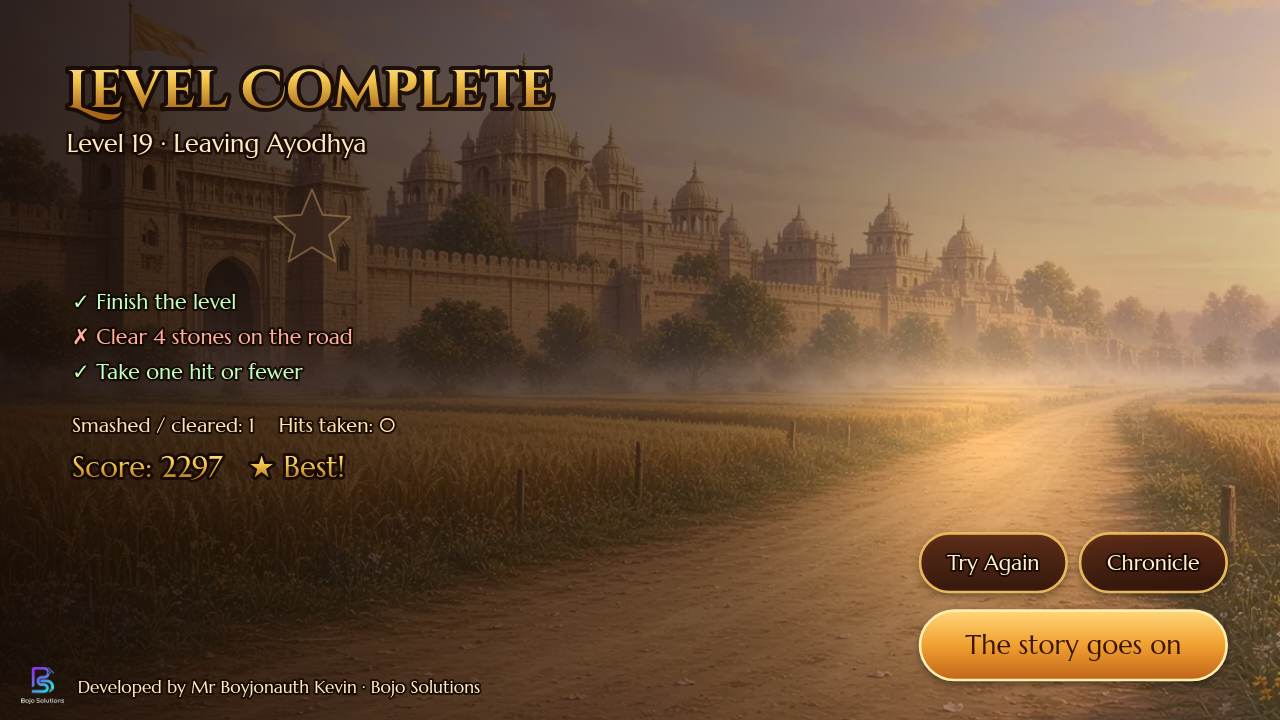 Level Complete
Level 19 · Leaving Ayodhya
✓ Finish the level
✗ Clear 4 stones on the road
✓ Take one hit or fewer
Smashed / cleared: 1 Hits taken: 0
Score: 2297 ★ Best!
Try Again
Chronicle
The story goes on
Bojo Solutions
Developed by Mr Boyjonauth Kevin · Bojo Solutions